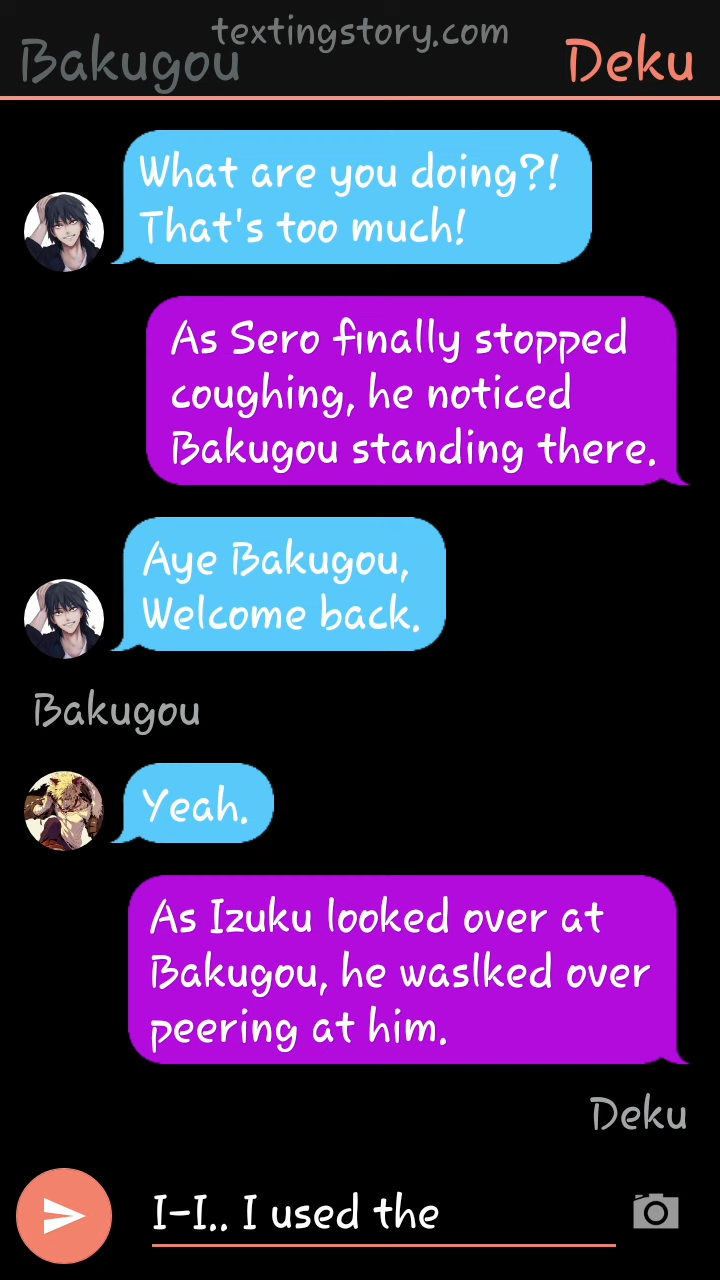 textingstory.com
Bakugou
Deku
What are you doing?!
That's too much!
As Sero finally stopped
coughing, he noticed
Bakugou standing there.
Aye Bakugou,
Welcome back.
Bakugou
Yeah.
As Izuku looked over at
Bakugou, he waslked over
peering at him.
Deku
I-I.. I used the